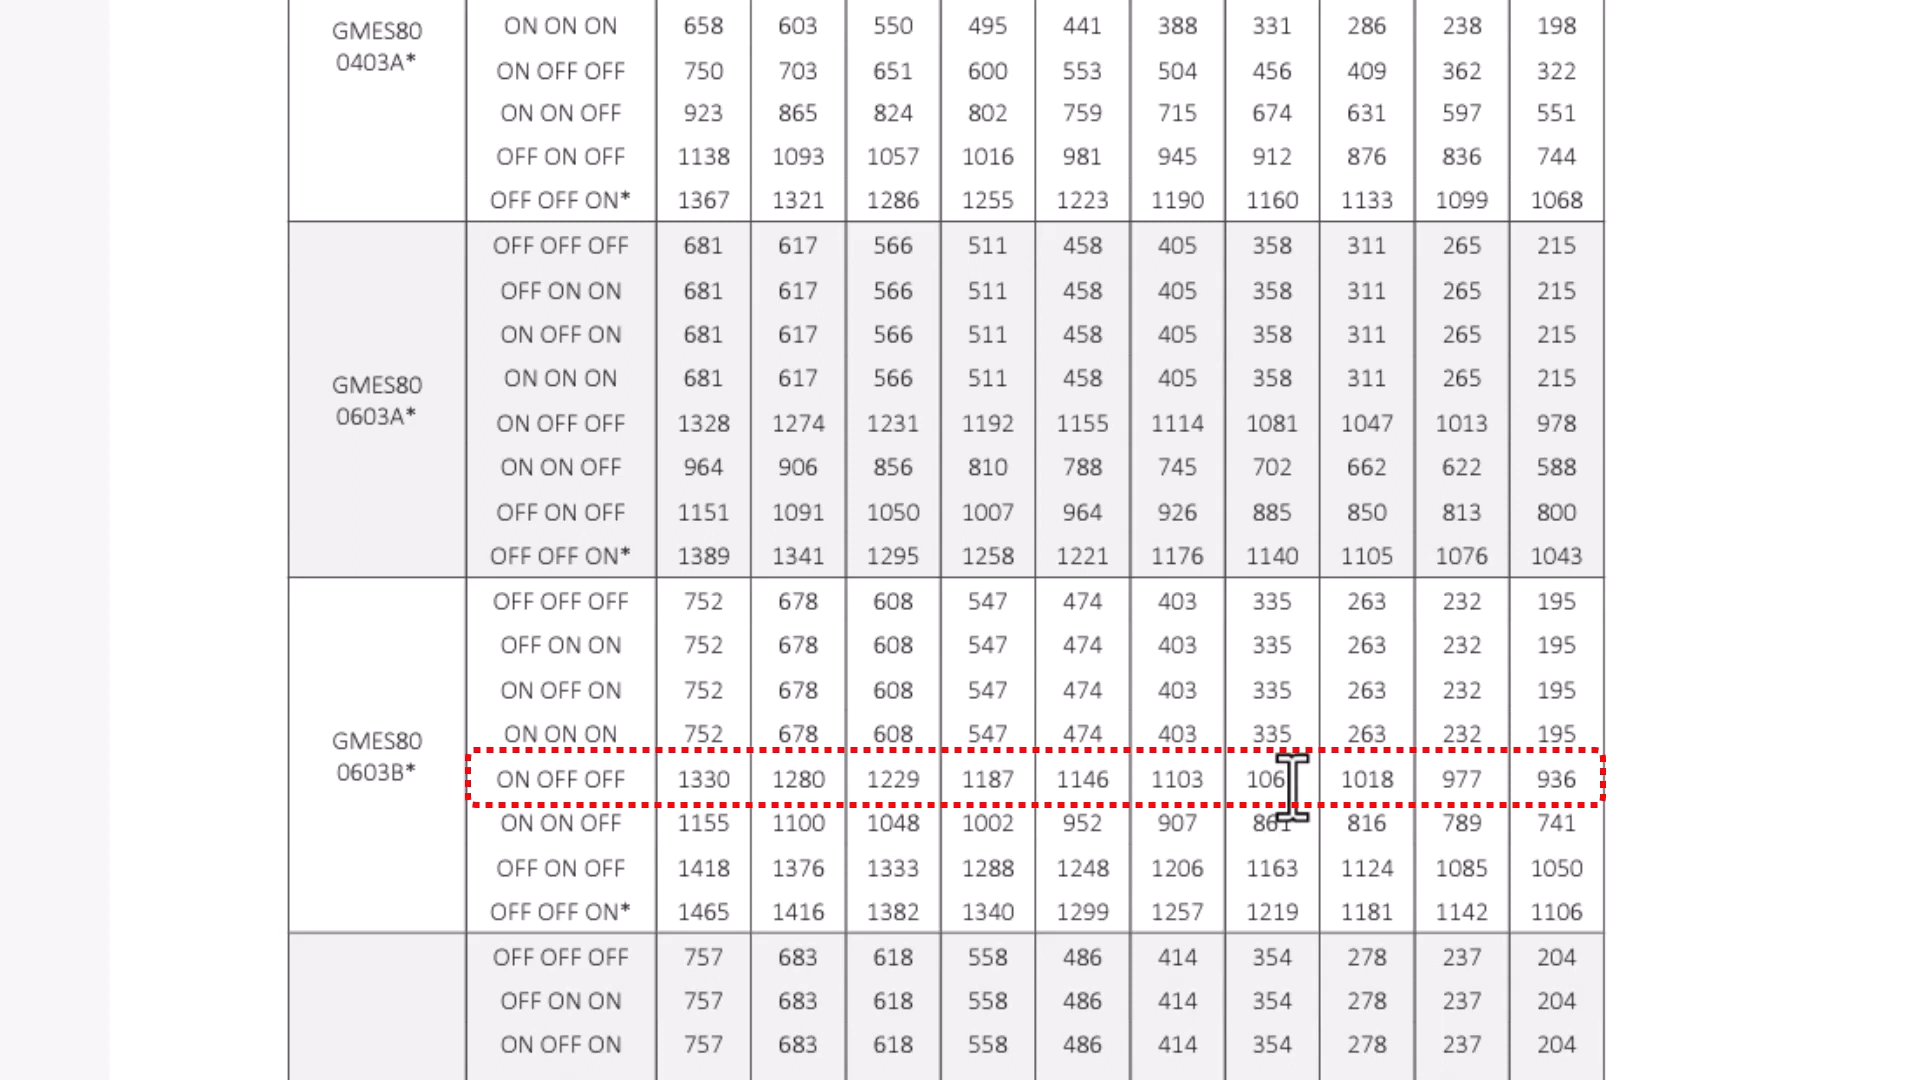 GMES80
0403A*
ON ON ON 658 603 550 495 441 388 331 286 238 198
ON OFF OFF 750 703 651 600 553 504 456 409 362 322
ON ON OFF 923 865 824 802 759 715 674 631 597 551
OFF ON OFF 1138 1093 1057 1016 981 945 912 876 836 744
OFF OFF ON* 1367 1321 1286 1255 1223 1190 1160 1133 1099 1068
GMES80
0603A*
OFF OFF OFF 681 617 566 511 458 405 358 311 265 215
OFF ON ON 681 617 566 511 458 405 358 311 265 215
ON OFF ON 681 617 566 511 458 405 358 311 265 215
ON ON ON 681 617 566 511 458 405 358 311 265 215
ON OFF OFF 1328 1274 1231 1192 1155 1114 1081 1047 1013 978
ON ON OFF 964 906 856 810 788 745 702 662 622 588
OFF ON OFF 1151 1091 1050 1007 964 926 885 850 813 800
OFF OFF ON* 1389 1341 1295 1258 1221 1176 1140 1105 1076 1043
GMES80
0603B*
OFF OFF OFF 752 678 608 547 474 403 335 263 232 195
OFF ON ON 752 678 608 547 474 403 335 263 232 195
ON OFF ON 752 678 608 547 474 403 335 263 232 195
ON ON ON 752 678 608 547 474 403 335 263 232 195
ON OFF OFF 1330 1280 1229 1187 1146 1103 1018 977 936
ON ON OFF 1155 1100 1048 1002 952 907 861 816 789 741
OFF ON OFF 1418 1376 1333 1288 1248 1206 1163 1124 1085 1050
OFF OFF ON* 1465 1416 1382 1340 1299 1257 1219 1181 1142 1106
OFF OFF OFF 757 683 618 558 486 414 354 278 237 204
OFF ON ON 757 683 618 558 486 414 354 278 237 204
ON OFF ON 757 683 618 558 486 414 354 278 237 204